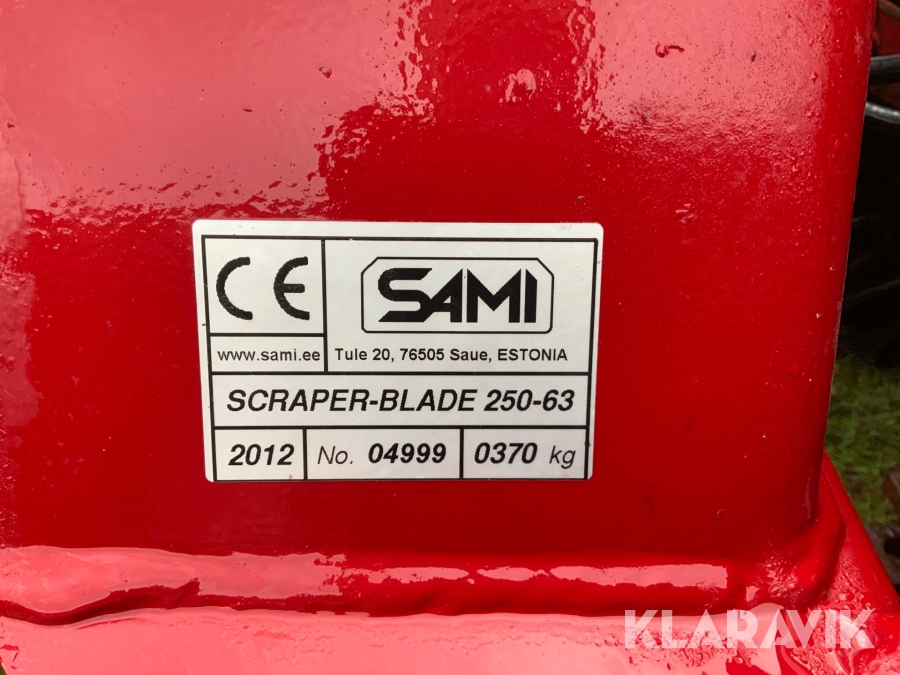 CE
SAMI
www.sami.ee
Tule 20, 76505 Saue, ESTONIA
SCRAPER-BLADE 250-63
2012 No. 04999 0370 kg
KLARAVIK